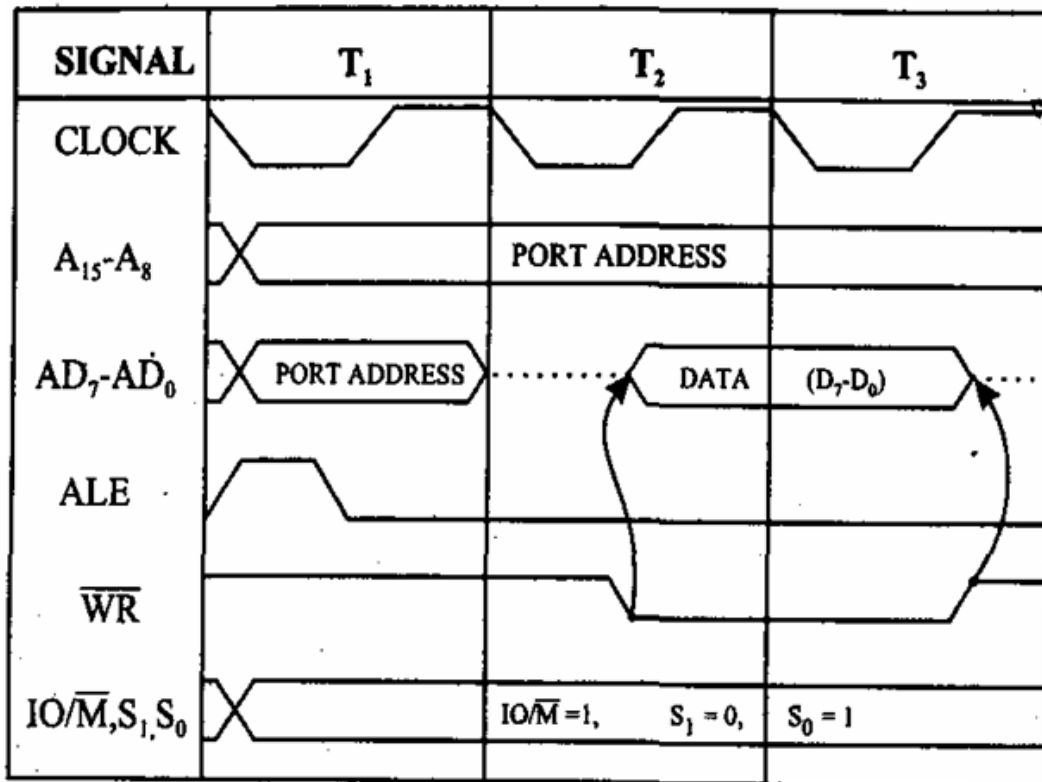 SIGNAL T₁ T₂ T₃
CLOCK
A₁₅-A₈ PORT ADDRESS
AD₇-AD₀ PORT ADDRESS DATA (D₇-D₀)
ALE
W̅R̅
IO/M̅,S₁,S₀ IO/M̅ =1, S₁ = 0, S₀ = 1